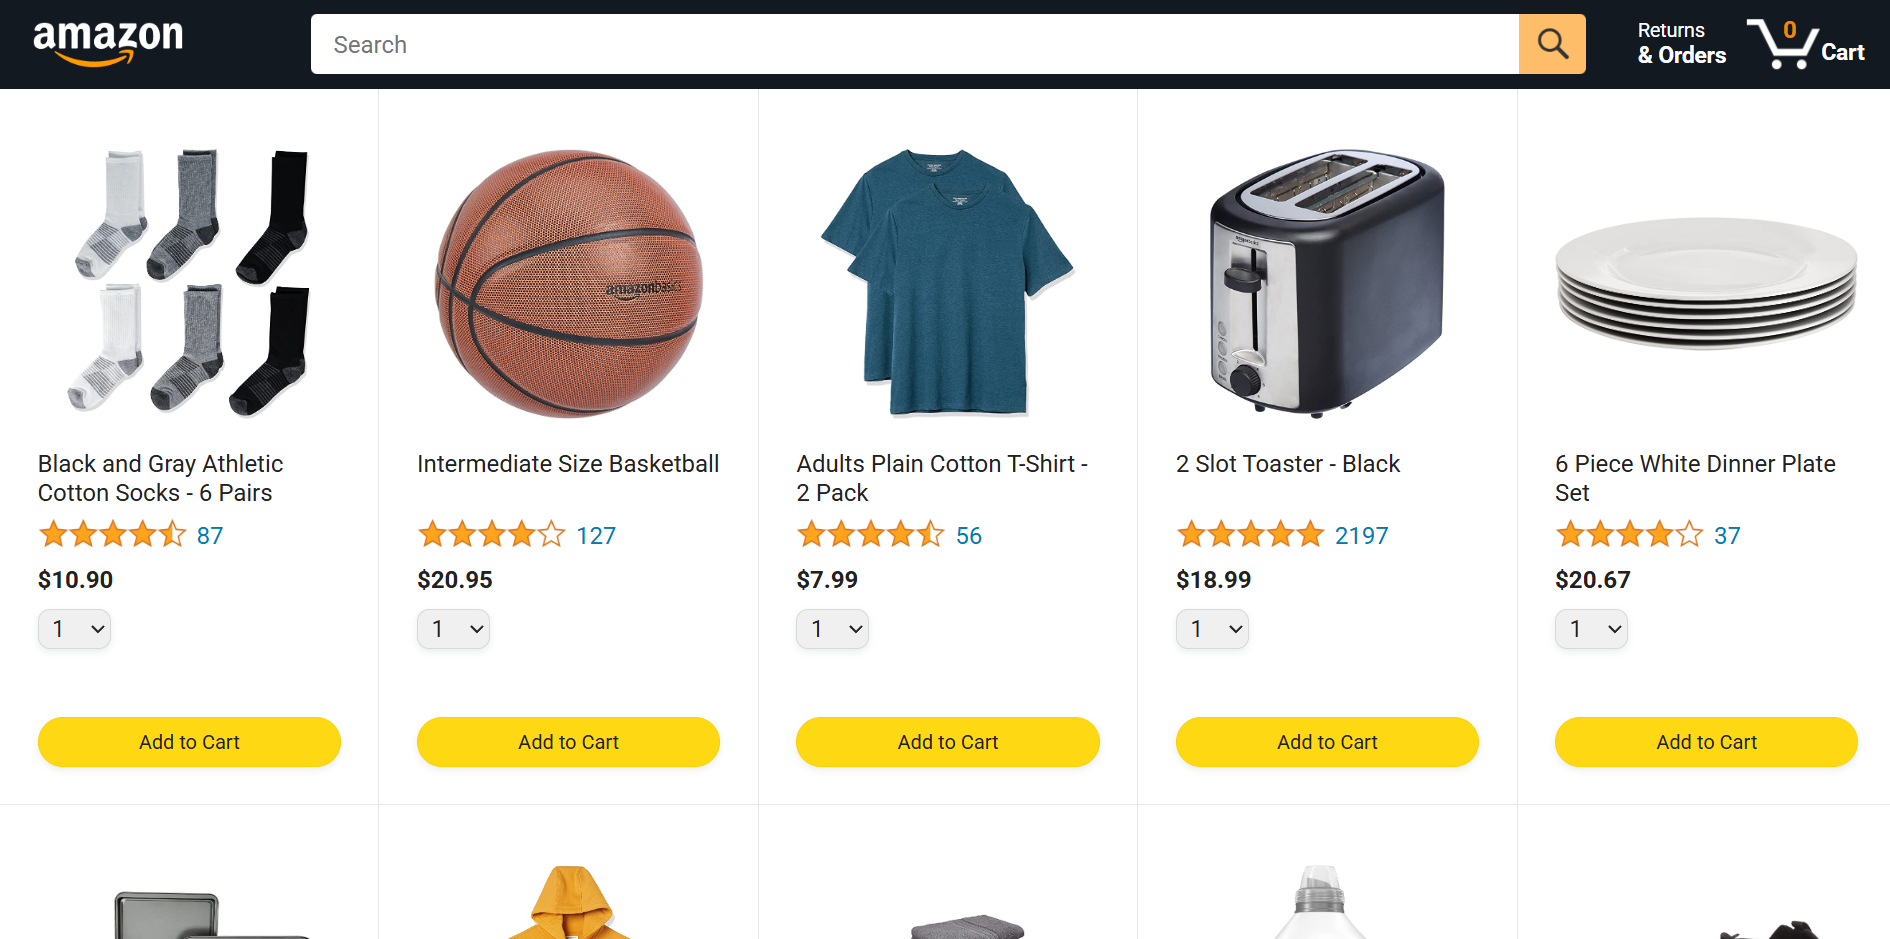 amazon
Search
Returns
& Orders
0
Cart
amazonbasics
Black and Gray Athletic
Cotton Socks - 6 Pairs
87
$10.90
1
Add to Cart
Intermediate Size Basketball
127
$20.95
1
Add to Cart
Adults Plain Cotton T-Shirt -
2 Pack
56
$7.99
1
Add to Cart
2 Slot Toaster - Black
2197
$18.99
1
Add to Cart
6 Piece White Dinner Plate
Set
37
$20.67
1
Add to Cart